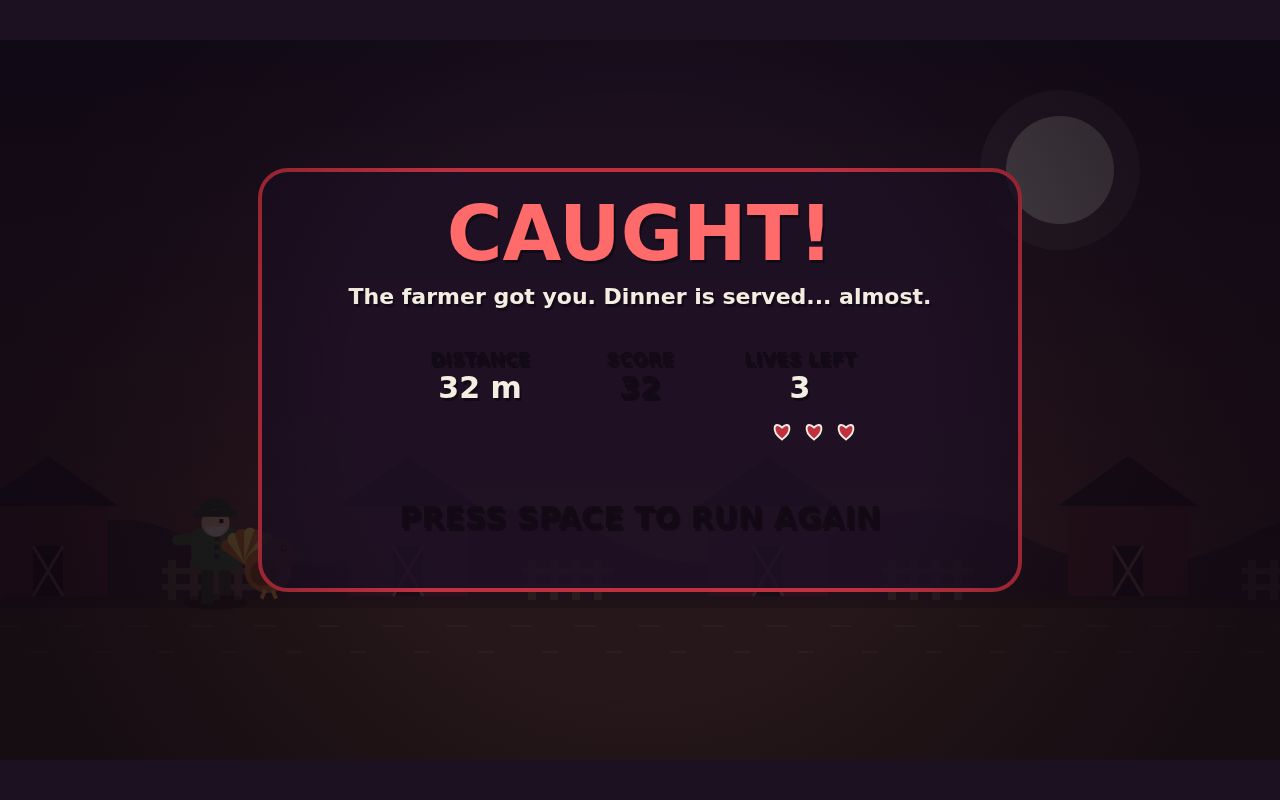 CAUGHT!
The farmer got you. Dinner is served... almost.
DISTANCE SCORE LIVES LEFT
32 m 32 3
PRESS SPACE TO RUN AGAIN